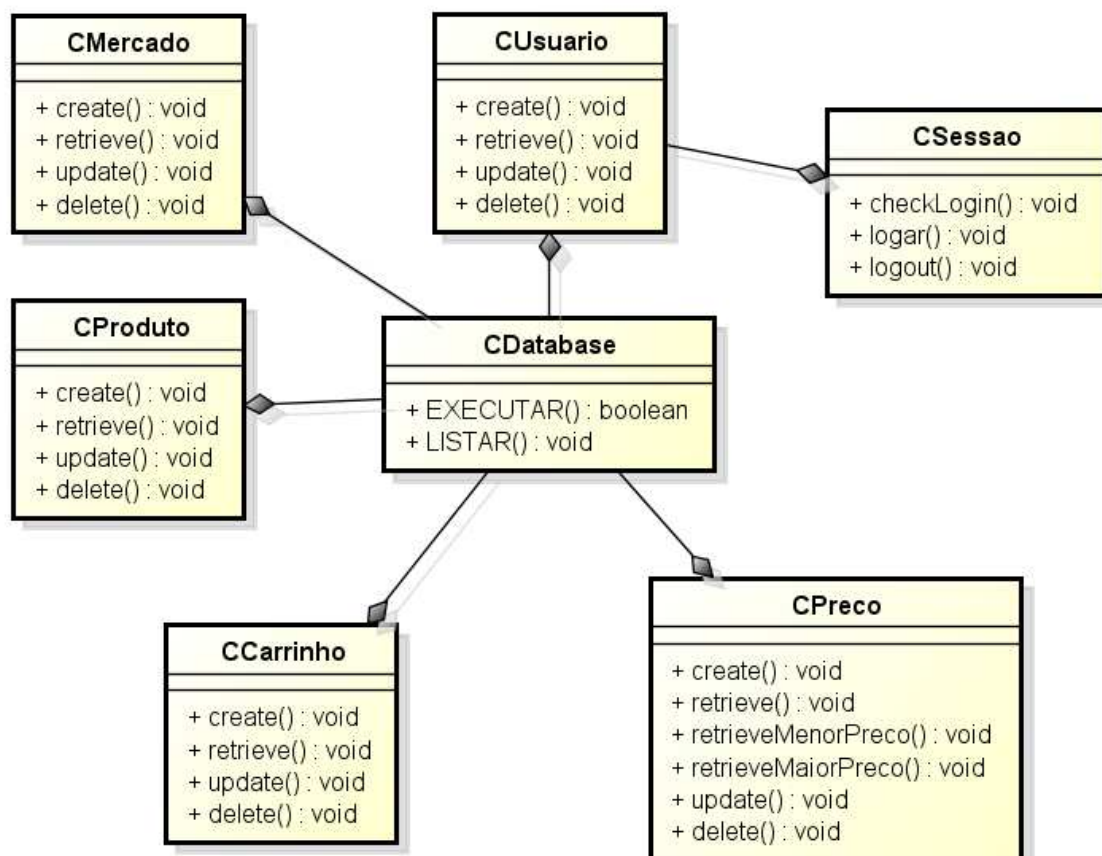 CMercado
+ create() : void
+ retrieve() : void
+ update() : void
+ delete() : void
CUsuario
+ create() : void
+ retrieve() : void
+ update() : void
+ delete() : void
CSessao
+ checkLogin() : void
+ logar() : void
+ logout() : void
CProduto
+ create() : void
+ retrieve() : void
+ update() : void
+ delete() : void
CDatabase
+ EXECUTAR() : boolean
+ LISTAR() : void
CCarrinho
+ create() : void
+ retrieve() : void
+ update() : void
+ delete() : void
CPreco
+ create() : void
+ retrieve() : void
+ retrieveMenorPreco() : void
+ retrieveMaiorPreco() : void
+ update() : void
+ delete() : void